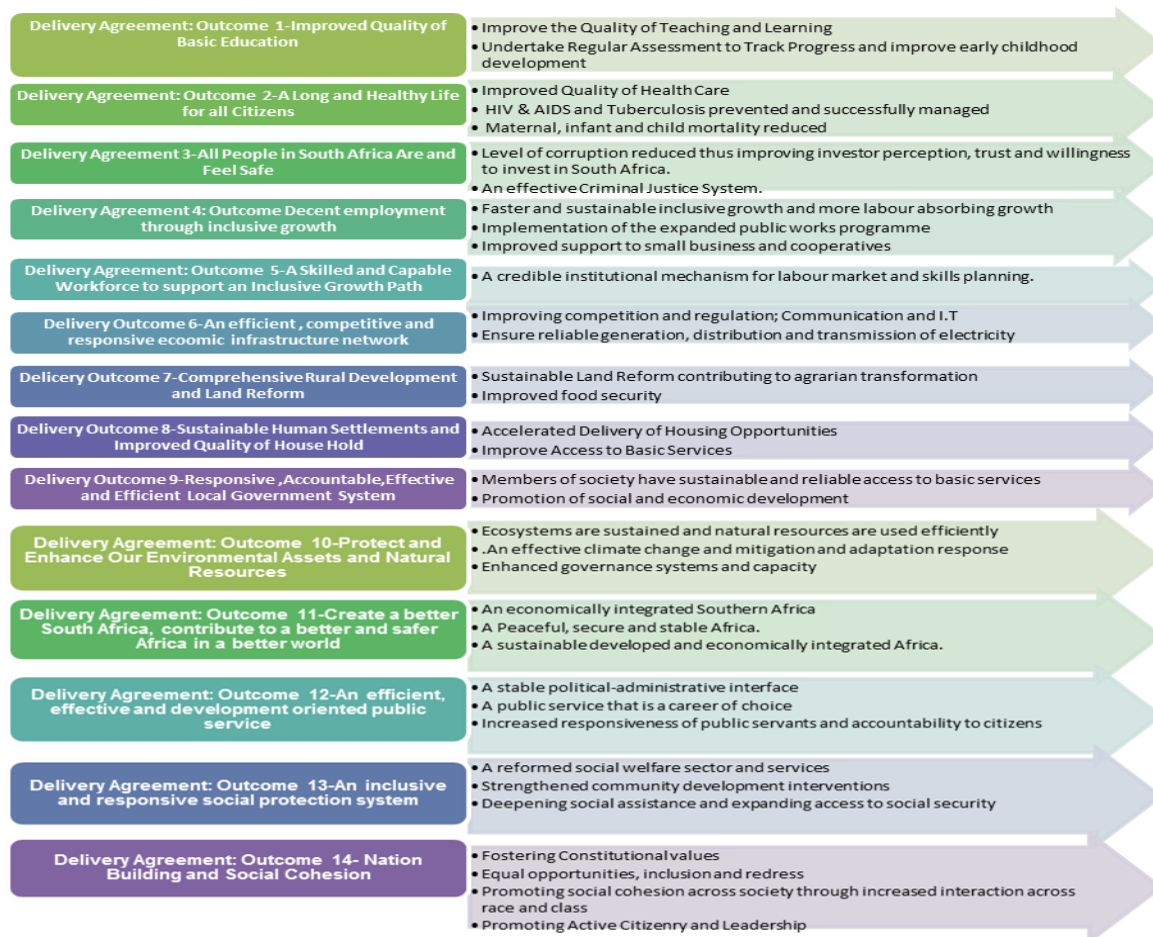 Delivery Agreement: Outcome 1-Improved Quality of
Basic Education
• Improve the Quality of Teaching and Learning
• Undertake Regular Assessment to Track Progress and improve early childhood
development
Delivery Agreement: Outcome 2-A Long and Healthy Life
for all Citizens
• Improved Quality of Health Care
• HIV & AIDS and Tuberculosis prevented and successfully managed
• Maternal, infant and child mortality reduced
Delivery Agreement 3-All People in South Africa Are and
Feel Safe
• Level of corruption reduced thus improving investor perception, trust and willingness
to invest in South Africa.
• An effective Criminal Justice System.
Delivery Agreement 4: Outcome Decent employment
through inclusive growth
• Faster and sustainable inclusive growth and more labour absorbing growth
• Implementation of the expanded public works programme
• Improved support to small business and cooperatives
Delivery Agreement: Outcome 5-A Skilled and Capable
Workforce to support an Inclusive Growth Path
• A credible institutional mechanism for labour market and skills planning.
Delivery Outcome 6-An efficient , competitive and
responsive ecoomic infrastructure network
• Improving competition and regulation; Communication and I.T
• Ensure reliable generation, distribution and transmission of electricity
Delicery Outcome 7-Comprehensive Rural Development
and Land Reform
• Sustainable Land Reform contributing to agrarian transformation
• Improved food security
Delivery Outcome 8-Sustainable Human Settlements and
Improved Quality of House Hold
• Accelerated Delivery of Housing Opportunities
• Improve Access to Basic Services
Delivery Outcome 9-Responsive ,Accountable,Effective
and Efficient Local Government System
• Members of society have sustainable and reliable access to basic services
• Promotion of social and economic development
Delivery Agreement: Outcome 10-Protect and
Enhance Our Environmental Assets and Natural
Resources
• Ecosystems are sustained and natural resources are used efficiently
• .An effective climate change and mitigation and adaptation response
• Enhanced governance systems and capacity
Delivery Agreement: Outcome 11-Create a better
South Africa, contribute to a better and safer
Africa in a better world
• An economically integrated Southern Africa
• A Peaceful, secure and stable Africa.
• A sustainable developed and economically integrated Africa.
Delivery Agreement: Outcome 12-An efficient,
effective and development oriented public
service
• A stable political-administrative interface
• A public service that is a career of choice
• Increased responsiveness of public servants and accountability to citizens
Delivery Agreement: Outcome 13-An inclusive
and responsive social protection system
• A reformed social welfare sector and services
• Strengthened community development interventions
• Deepening social assistance and expanding access to social security
Delivery Agreement: Outcome 14- Nation
Building and Social Cohesion
• Fostering Constitutional values
• Equal opportunities, inclusion and redress
• Promoting social cohesion across society through increased interaction across
race and class
• Promoting Active Citizenry and Leadership